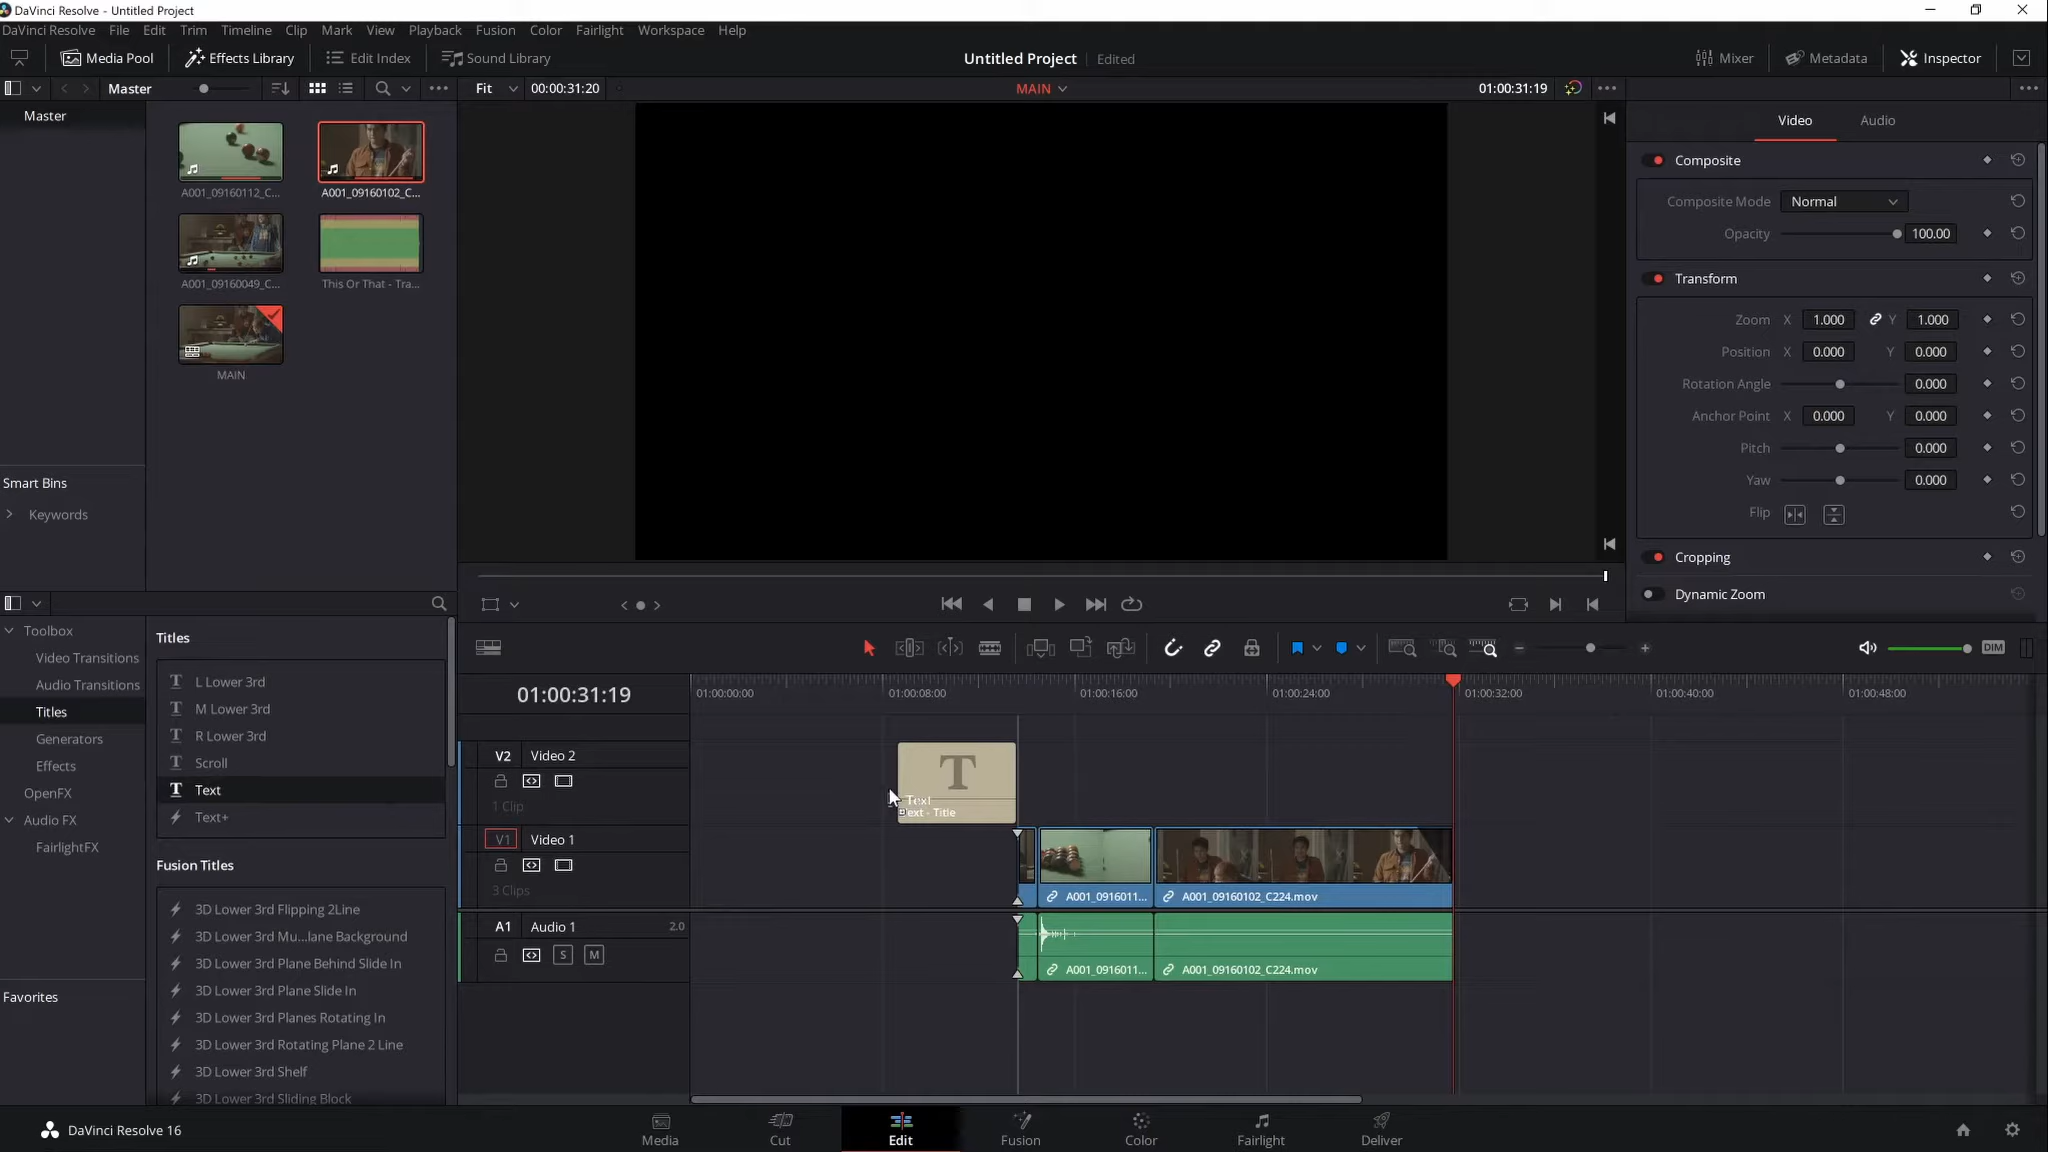 DaVinci Resolve - Untitled Project
DaVinci Resolve File Edit Trim Timeline Clip Mark View Playback Fusion Color Fairlight Workspace Help
Media Pool Effects Library Edit Index Sound Library Untitled Project Edited Mixer Metadata Inspector
Master Fit 00:00:31:20 MAIN 01:00:31:19
Master
A001_09160112_C...
A001_09160102_C...
A001_09160049_C...
This Or That - Tra...
MAIN
Smart Bins
Keywords
Video Audio
Composite
Composite Mode Normal
Opacity 100.00
Transform
Zoom X 1.000 Y 1.000
Position X 0.000 Y 0.000
Rotation Angle 0.000
Anchor Point X 0.000 Y 0.000
Pitch 0.000
Yaw 0.000
Flip
Cropping
Dynamic Zoom
Toolbox
Video Transitions
Audio Transitions
Titles
Generators
Effects
OpenFX
Audio FX
FairlightFX
Favorites
Titles
L Lower 3rd
M Lower 3rd
R Lower 3rd
Scroll
Text
Text+
Fusion Titles
3D Lower 3rd Flipping 2Line
3D Lower 3rd Mu...lane Background
3D Lower 3rd Plane Behind Slide In
3D Lower 3rd Plane Slide In
3D Lower 3rd Planes Rotating In
3D Lower 3rd Rotating Plane 2 Line
3D Lower 3rd Shelf
3D Lower 3rd Sliding Block
DIM
01:00:31:19 01:00:00:00 01:00:08:00 01:00:16:00 01:00:24:00 01:00:32:00 01:00:40:00 01:00:48:00
V2 Video 2
1 Clip
T
Text
Text - Title
V1 Video 1
3 Clips
A001_0916011... A001_09160102_C224.mov
A1 Audio 1 2.0
S M
A001_0916011... A001_09160102_C224.mov
DaVinci Resolve 16
Media Cut Edit Fusion Color Fairlight Deliver